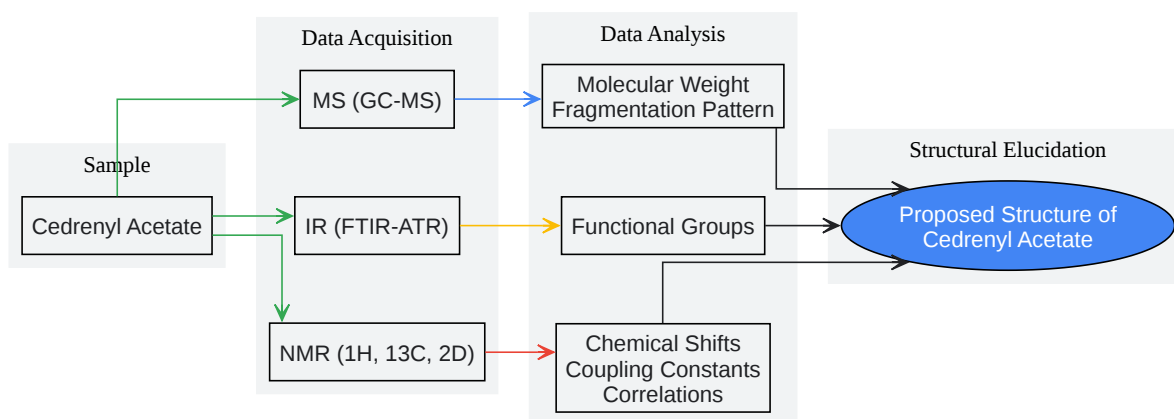 Sample
Cedrenyl Acetate
Data Acquisition
MS (GC-MS)
IR (FTIR-ATR)
NMR (1H, 13C, 2D)
Data Analysis
Molecular Weight
Fragmentation Pattern
Functional Groups
Chemical Shifts
Coupling Constants
Correlations
Structural Elucidation
Proposed Structure of
Cedrenyl Acetate